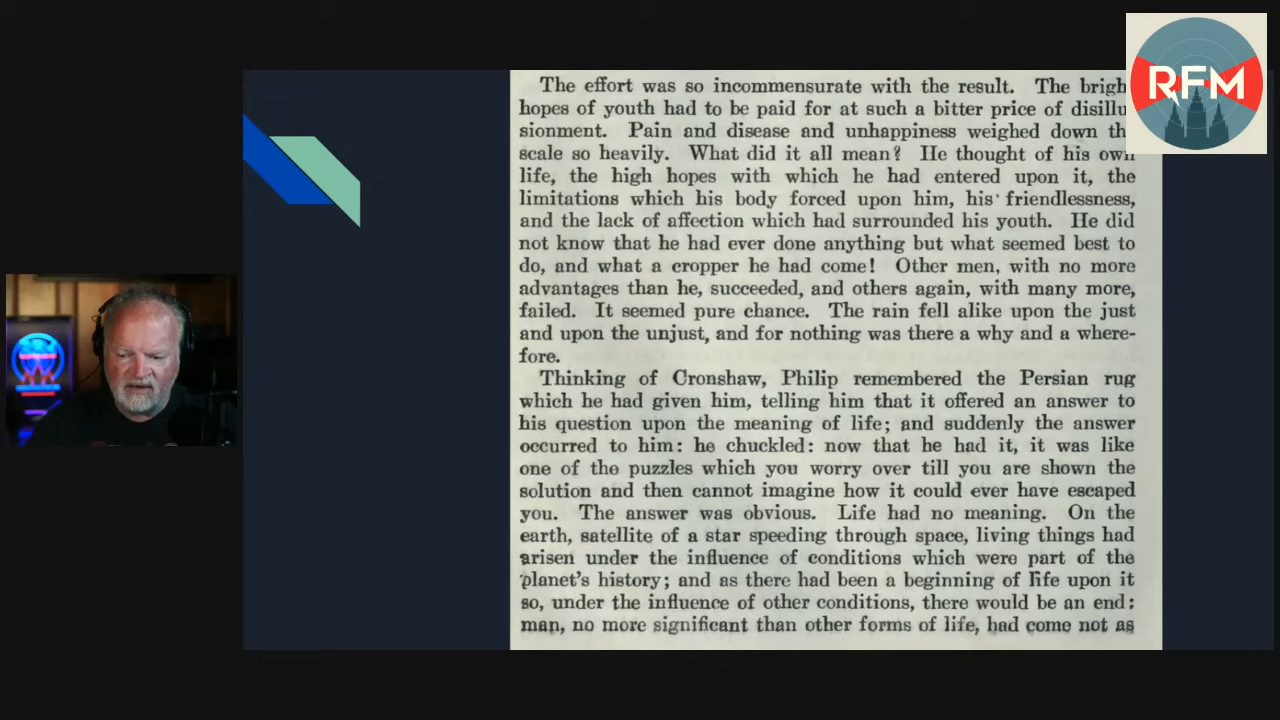 RFM
The effort was so incommensurate with the result. The brigh
hopes of youth had to be paid for at such a bitter price of disillu
sionment. Pain and disease and unhappiness weighed down th
scale so heavily. What did it all mean? He thought of his own
life, the high hopes with which he had entered upon it, the
limitations which his body forced upon him, his friendlessness,
and the lack of affection which had surrounded his youth. He did
not know that he had ever done anything but what seemed best to
do, and what a cropper he had come! Other men, with no more
advantages than he, succeeded, and others again, with many more,
failed. It seemed pure chance. The rain fell alike upon the just
and upon the unjust, and for nothing was there a why and a where-
fore.
Thinking of Cronshaw, Philip remembered the Persian rug
which he had given him, telling him that it offered an answer to
his question upon the meaning of life; and suddenly the answer
occurred to him: he chuckled: now that he had it, it was like
one of the puzzles which you worry over till you are shown the
solution and then cannot imagine how it could ever have escaped
you. The answer was obvious. Life had no meaning. On the
earth, satellite of a star speeding through space, living things had
arisen under the influence of conditions which were part of the
planet's history; and as there had been a beginning of life upon it
so, under the influence of other conditions, there would be an end:
man, no more significant than other forms of life, had come not as